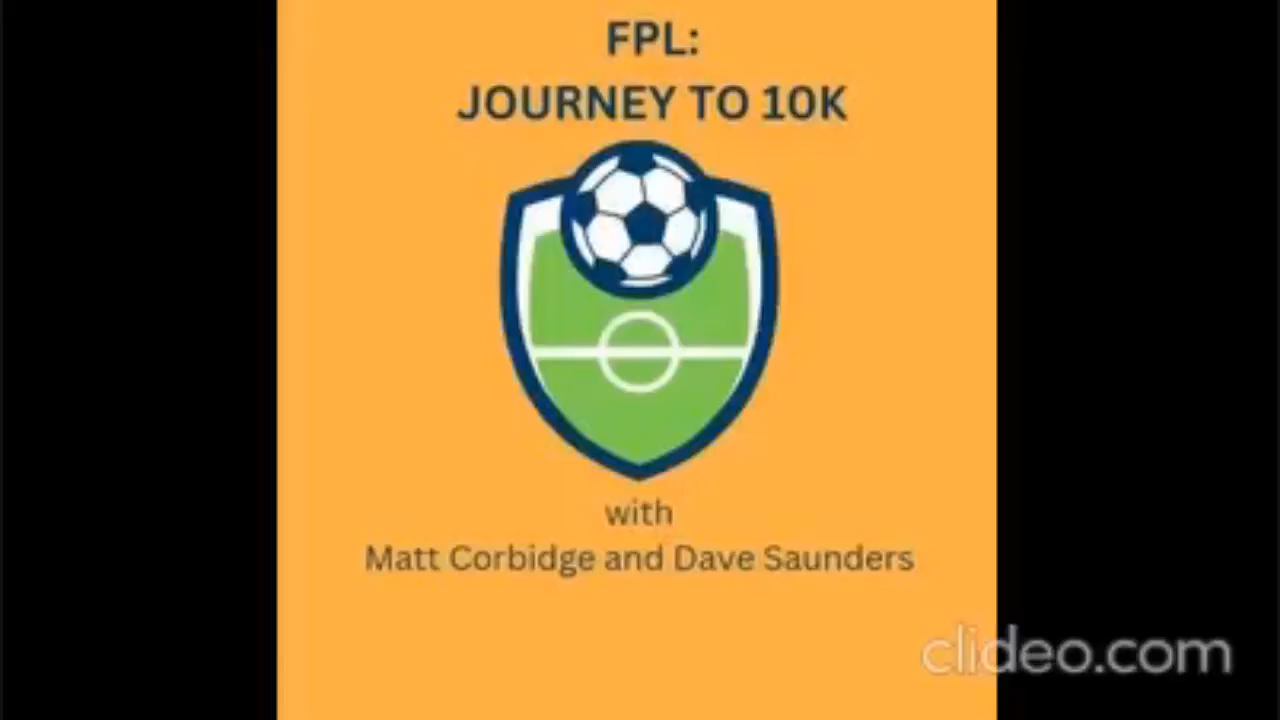 FPL:
JOURNEY TO 10K
with
Matt Corbidge and Dave Saunders
clideo.com